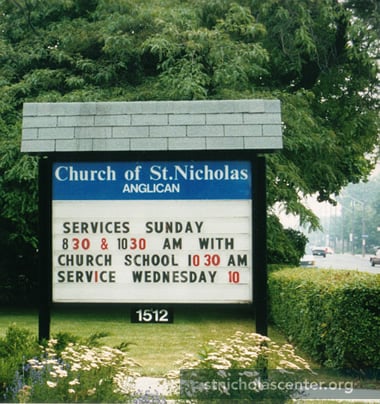 Church of St.Nicholas
ANGLICAN
SERVICES SUNDAY
8 30 & 10 30 AM WITH
CHURCH SCHOOL 10 30 AM
SERVICE WEDNESDAY 10
1512
stnicholascenter.org